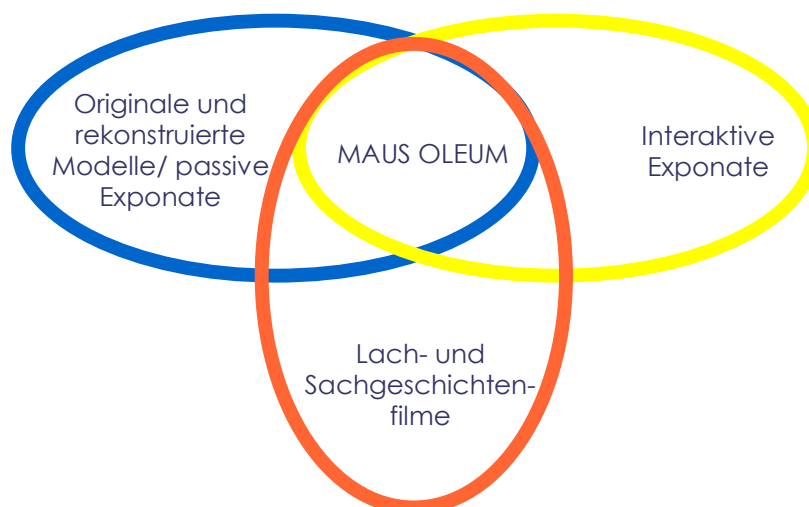 Originale und
rekonstruierte
Modelle/ passive
Exponate
MAUS OLEUM
Interaktive
Exponate
Lach- und
Sachgeschichten-
filme